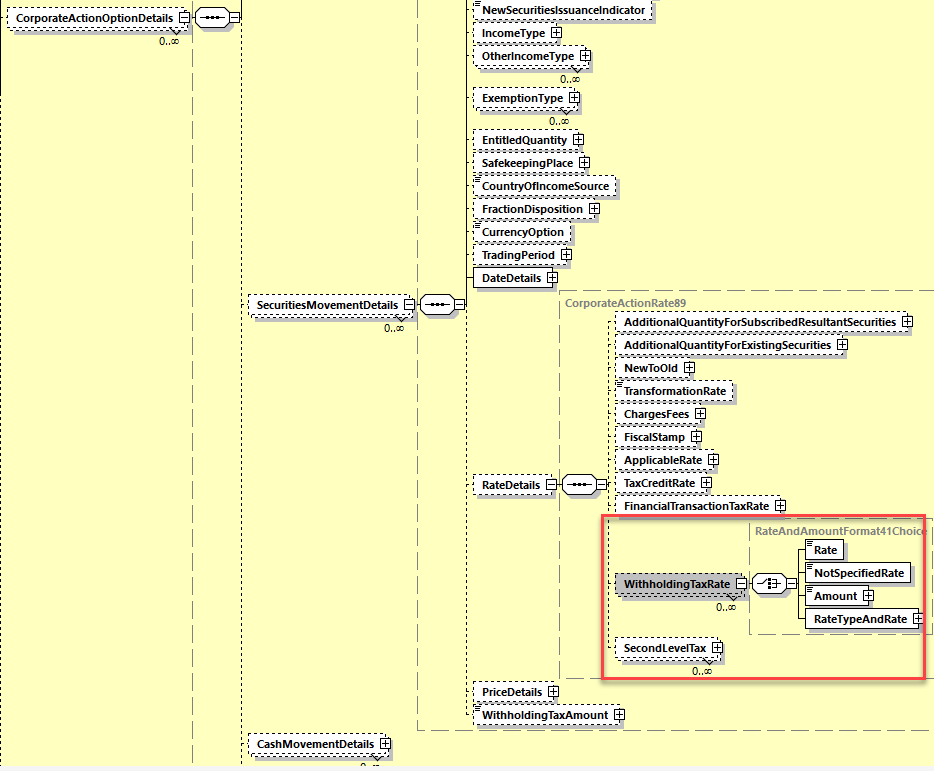 CorporateActionOptionDetails
0..∞
NewSecuritiesIssuanceIndicator
IncomeType
OtherIncomeType
0..∞
ExemptionType
0..∞
EntitledQuantity
SafekeepingPlace
CountryOfIncomeSource
FractionDisposition
CurrencyOption
TradingPeriod
DateDetails
SecuritiesMovementDetails
0..∞
CorporateActionRate89
AdditionalQuantityForSubscribedResultantSecurities
AdditionalQuantityForExistingSecurities
NewToOld
TransformationRate
ChargesFees
FiscalStamp
ApplicableRate
TaxCreditRate
FinancialTransactionTaxRate
RateDetails
RateAndAmountFormat41Choice
Rate
NotSpecifiedRate
Amount
RateTypeAndRate
WithholdingTaxRate
0..∞
SecondLevelTax
0..∞
PriceDetails
WithholdingTaxAmount
CashMovementDetails
0..∞